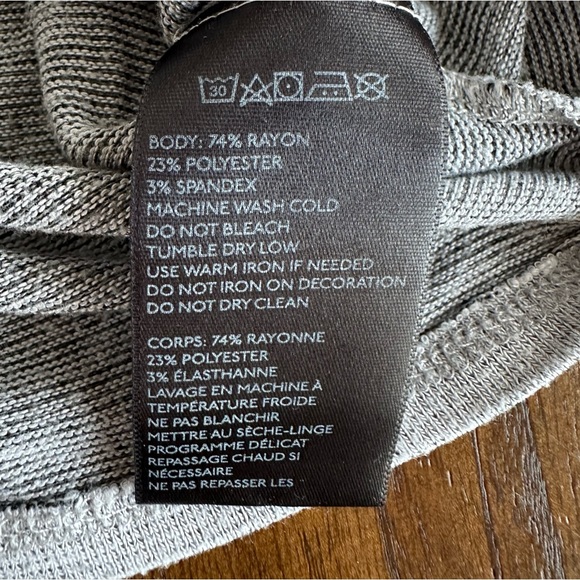 30
BODY: 74% RAYON
23% POLYESTER
3% SPANDEX
MACHINE WASH COLD
DO NOT BLEACH
TUMBLE DRY LOW
USE WARM IRON IF NEEDED
DO NOT IRON ON DECORATION
DO NOT DRY CLEAN
CORPS: 74% RAYONNE
23% POLYESTER
3% ÉLASTHANNE
LAVAGE EN MACHINE À
TEMPÉRATURE FROIDE
NE PAS BLANCHIR
METTRE AU SÈCHE-LINGE
PROGRAMME DÉLICAT
REPASSAGE CHAUD SI
NÉCESSAIRE
NE PAS REPASSER LES